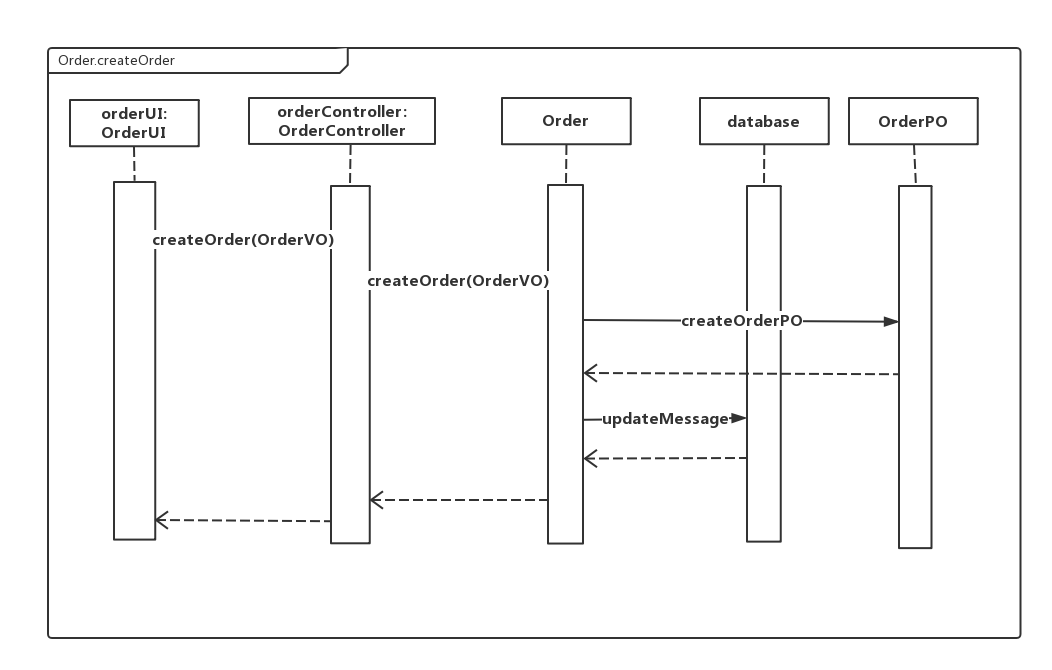 Order.createOrder
orderUI:
OrderUI
orderController:
OrderController
Order
database
OrderPO
createOrder(OrderVO)
createOrder(OrderVO)
createOrderPO
updateMessage